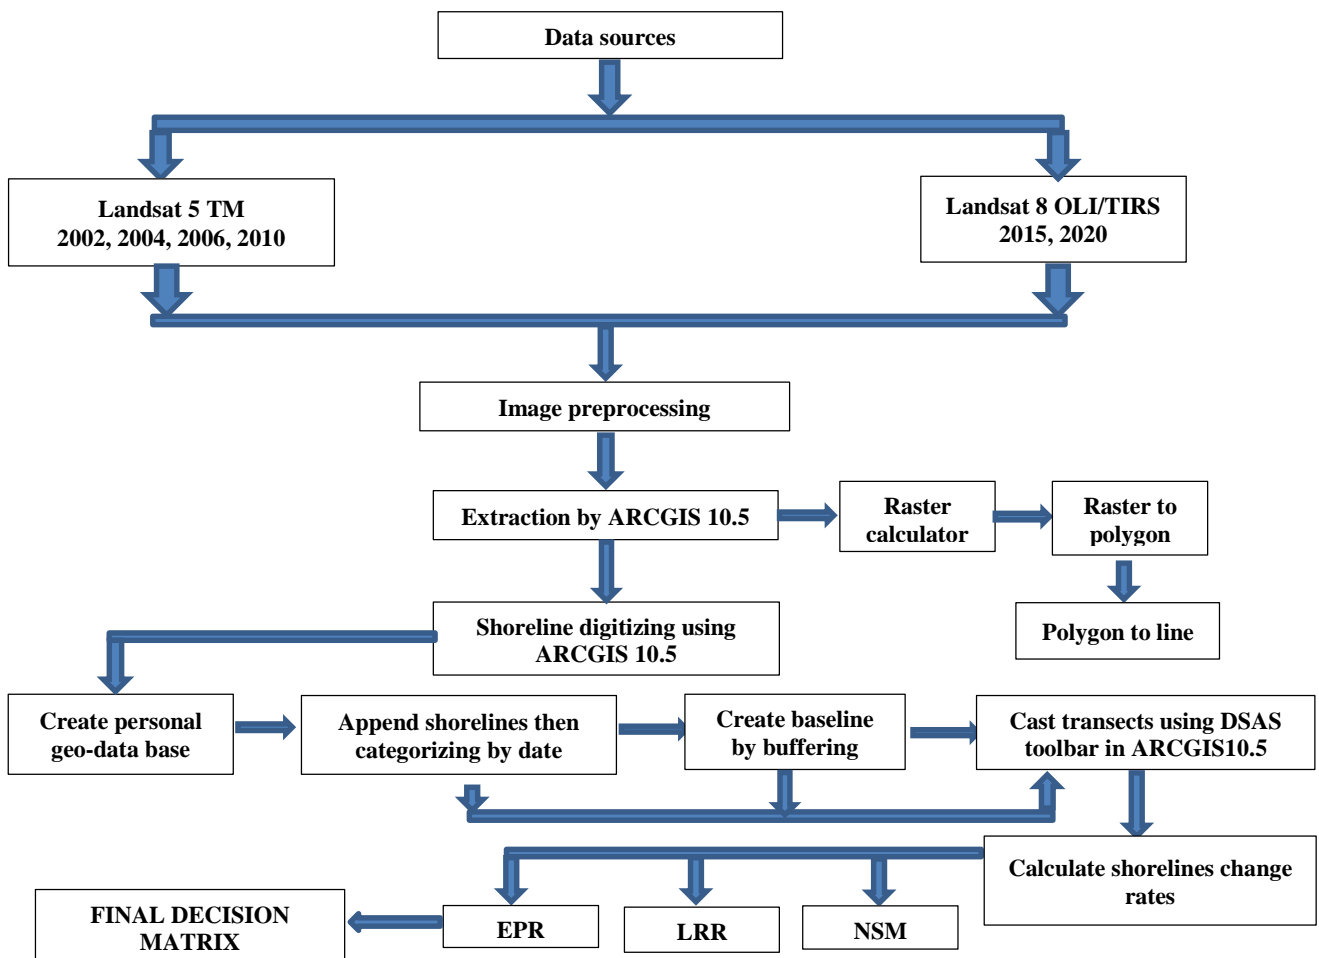 Data sources
Landsat 5 TM
2002, 2004, 2006, 2010
Landsat 8 OLI/TIRS
2015, 2020
Image preprocessing
Extraction by ARCGIS 10.5
Raster
calculator
Raster to
polygon
Polygon to line
Shoreline digitizing using
ARCGIS 10.5
Create personal
geo-data base
Append shorelines then
categorizing by date
Create baseline
by buffering
Cast transects using DSAS
toolbar in ARCGIS10.5
Calculate shorelines change
rates
EPR
LRR
NSM
FINAL DECISION
MATRIX